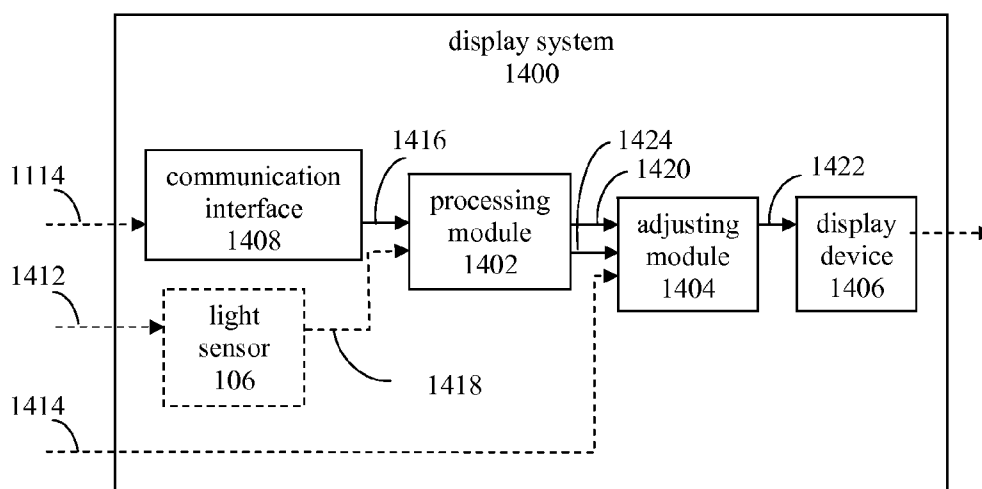 display system
1400
1114
communication
interface
1408
1416
processing
module
1402
1424
1420
adjusting
module
1404
1422
display
device
1406
1412
light
sensor
106
1418
1414